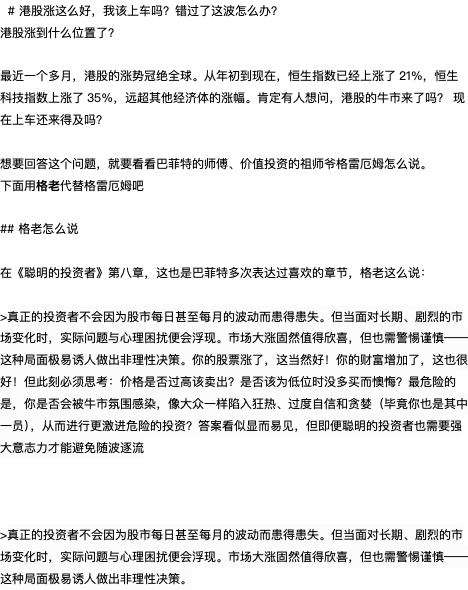 # 港股涨这么好，我该上车吗？错过了这波怎么办？
港股涨到什么位置了？
最近一个多月，港股的涨势冠绝全球。从年初到现在，恒生指数已经上涨了 21%，恒生
科技指数上涨了 35%，远超其他经济体的涨幅。肯定有人想问，港股的牛市来了吗？ 现
在上车还来得及吗？
想要回答这个问题，就要看看巴菲特的师傅、价值投资的祖师爷格雷厄姆怎么说。
下面用格老代替格雷厄姆吧
## 格老怎么说
在《聪明的投资者》第八章，这也是巴菲特多次表达过喜欢的章节，格老这么说：
>真正的投资者不会因为股市每日甚至每月的波动而患得患失。但当面对长期、剧烈的市
场变化时，实际问题与心理困扰便会浮现。市场大涨固然值得欣喜，但也需警惕谨慎——
这种局面极易诱人做出非理性决策。你的股票涨了，这当然好！你的财富增加了，这也很
好！但此刻必须思考：价格是否过高该卖出？是否该为低位时没多买而懊悔？最危险的
是，你是否会被牛市氛围感染，像大众一样陷入狂热、过度自信和贪婪（毕竟你也是其中
一员），从而进行更激进危险的投资？答案看似显而易见，但即便聪明的投资者也需要强
大意志力才能避免随波逐流
>真正的投资者不会因为股市每日甚至每月的波动而患得患失。但当面对长期、剧烈的市
场变化时，实际问题与心理困扰便会浮现。市场大涨固然值得欣喜，但也需警惕谨慎——
这种局面极易诱人做出非理性决策。